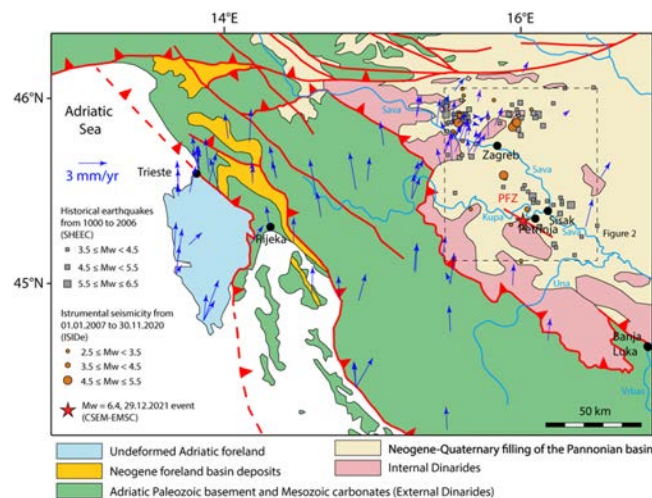 14°E
16°E
46°N
45°N
Adriatic
Sea
3 mm/yr
Trieste
Rijeka
Sava
Zagreb
Sava
PFZ
Kupa
Sisak
Petrinja
Sava
Figure 2
Una
Banja
Luka
Vrbas
Historical earthquakes
from 1000 to 2006
(SHEEC)
3.5 ≤ Mw < 4.5
4.5 ≤ Mw < 5.5
5.5 ≤ Mw ≤ 6.5
Istrumental seismicity from
01.01.2007 to 30.11.2020
(ISIDe)
2.5 ≤ Mw < 3.5
3.5 ≤ Mw < 4.5
4.5 ≤ Mw ≤ 5.5
Mw = 6.4, 29.12.2021 event
(CSEM-EMSC)
50 km
Undeformed Adriatic foreland
Neogene foreland basin deposits
Adriatic Paleozoic basement and Mesozoic carbonates (External Dinarides)
Neogene-Quaternary filling of the Pannonian basin
Internal Dinarides